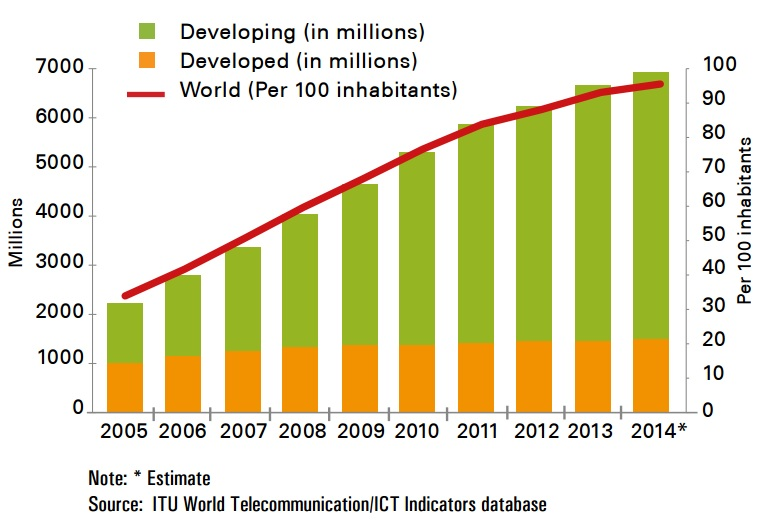 Developing (in millions)
Developed (in millions)
World (Per 100 inhabitants)
7000
6000
5000
4000
3000
2000
1000
0
Millions
100
90
80
70
60
50
40
30
20
10
0
Per 100 inhabitants
2005 2006 2007 2008 2009 2010 2011 2012 2013 2014*
Note: * Estimate
Source: ITU World Telecommunication/ICT Indicators database